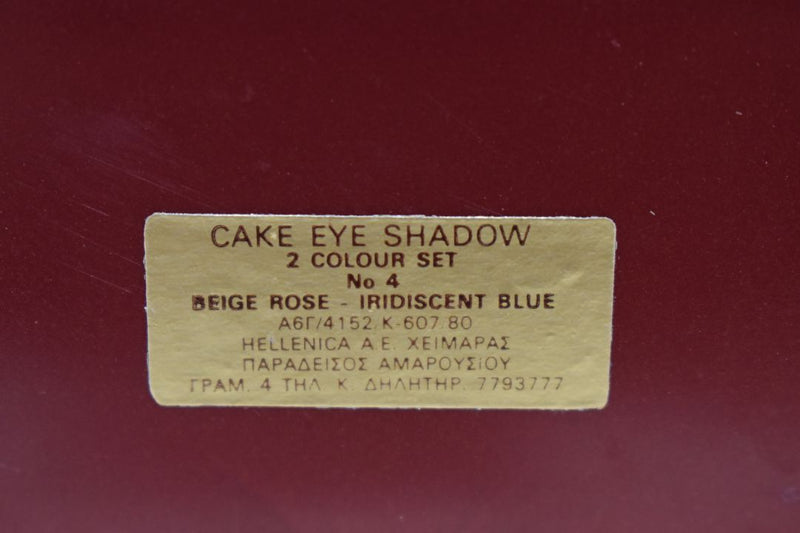 CAKE EYE SHADOW
2 COLOUR SET
No 4
BEIGE ROSE - IRIDISCENT BLUE
Α6Γ/4152.Κ-607/80
HELLENICA Α.Ε. ΧΕΙΜΑΡΑΣ
ΠΑΡΑΔΕΙΣΟΣ ΑΜΑΡΟΥΣΙΟΥ
ΓΡΑΜ. 4 ΤΗΛ. Κ. ΔΗΛΗΤΗΡ. 7793777